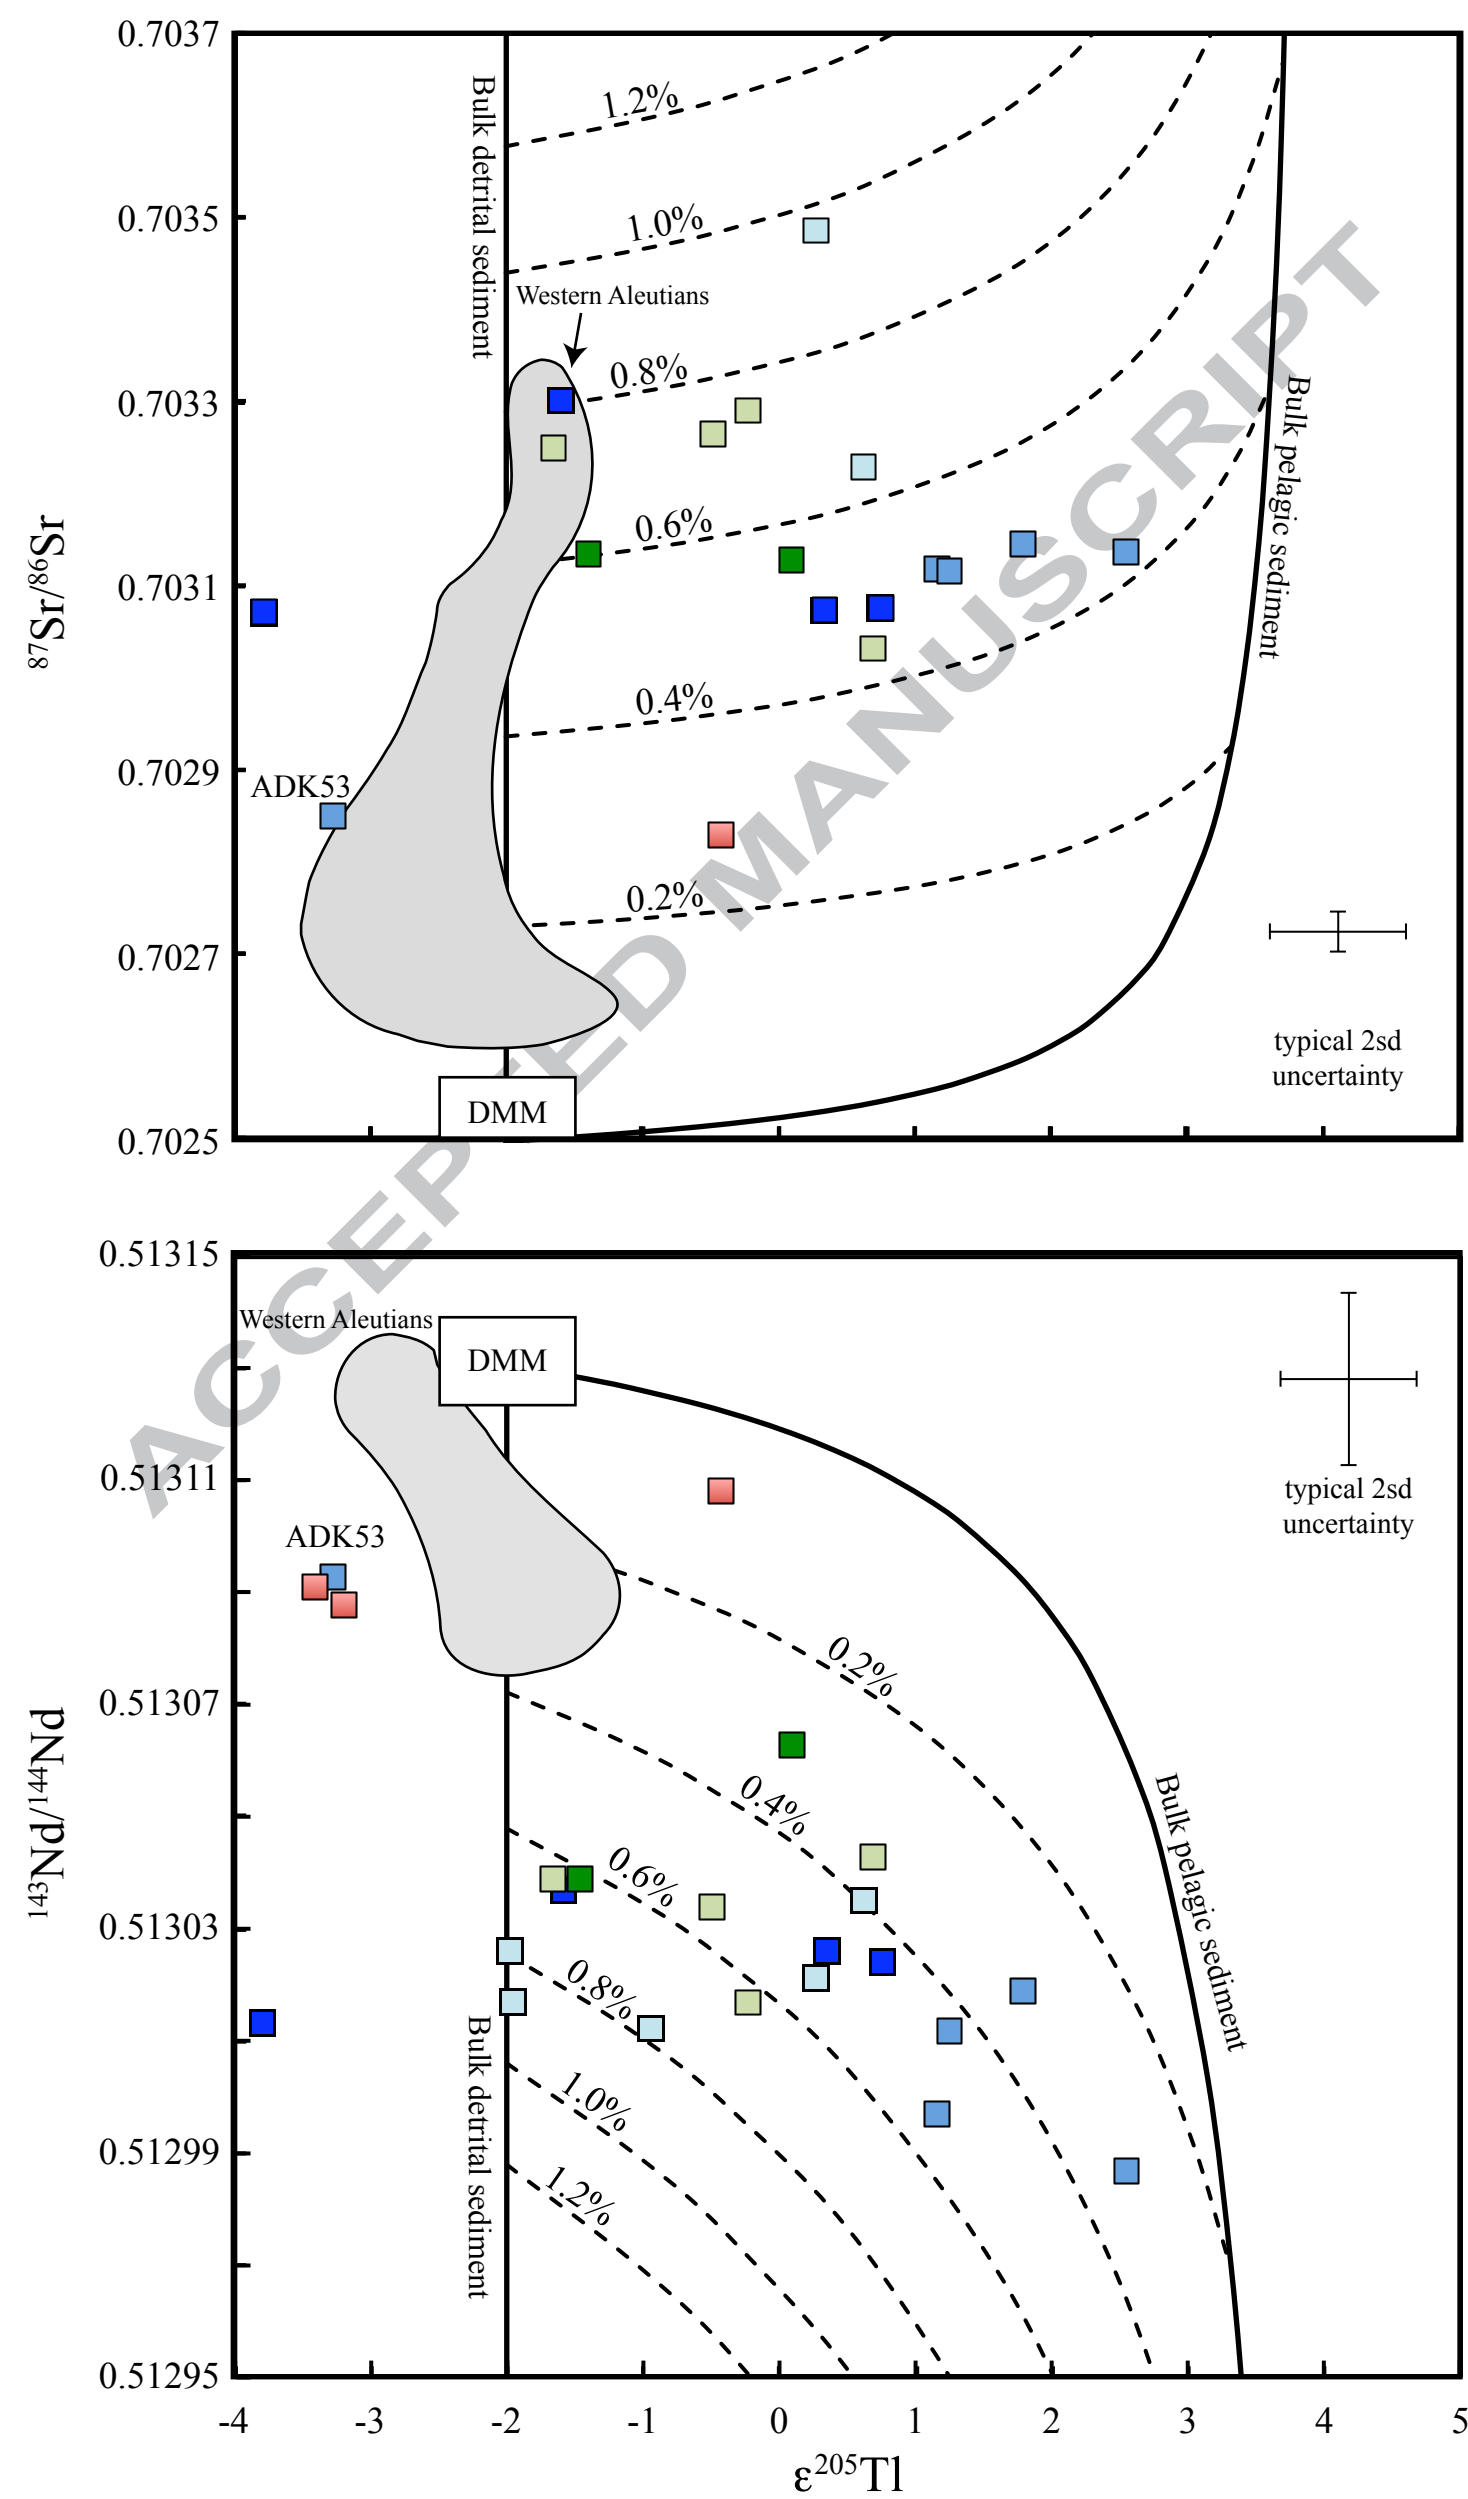 0.7037
0.7035
0.7033
0.7031
0.7029
0.7027
0.7025
⁸⁷Sr/⁸⁶Sr
Bulk detrital sediment
1.2%
1.0%
Western Aleutians
0.8%
0.6%
0.4%
0.2%
ADK53
DMM
Bulk pelagic sediment
typical 2sd
uncertainty
ACCEPTED MANUSCRIPT
0.51315
0.51311
0.51307
0.51303
0.51299
0.51295
¹⁴³Nd/¹⁴⁴Nd
Western Aleutians
DMM
typical 2sd
uncertainty
ADK53
0.2%
0.4%
0.6%
0.8%
1.0%
1.2%
Bulk pelagic sediment
Bulk detrital sediment
-4 -3 -2 -1 0 1 2 3 4 5
ε²⁰⁵Tl